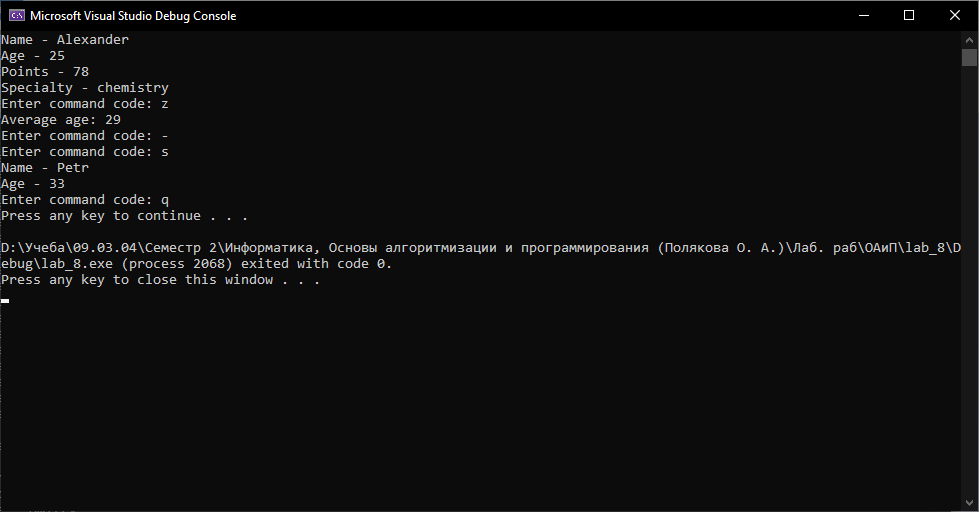 Microsoft Visual Studio Debug Console
Name - Alexander
Age - 25
Points - 78
Specialty - chemistry
Enter command code: z
Average age: 29
Enter command code: -
Enter command code: s
Name - Petr
Age - 33
Enter command code: q
Press any key to continue . . .
D:\Учеба\09.03.04\Семестр 2\Информатика, Основы алгоритмизации и программирования (Полякова О. А.)\Лаб. раб\ОАиП\lab_8\D
ebug\lab_8.exe (process 2068) exited with code 0.
Press any key to close this window . . .